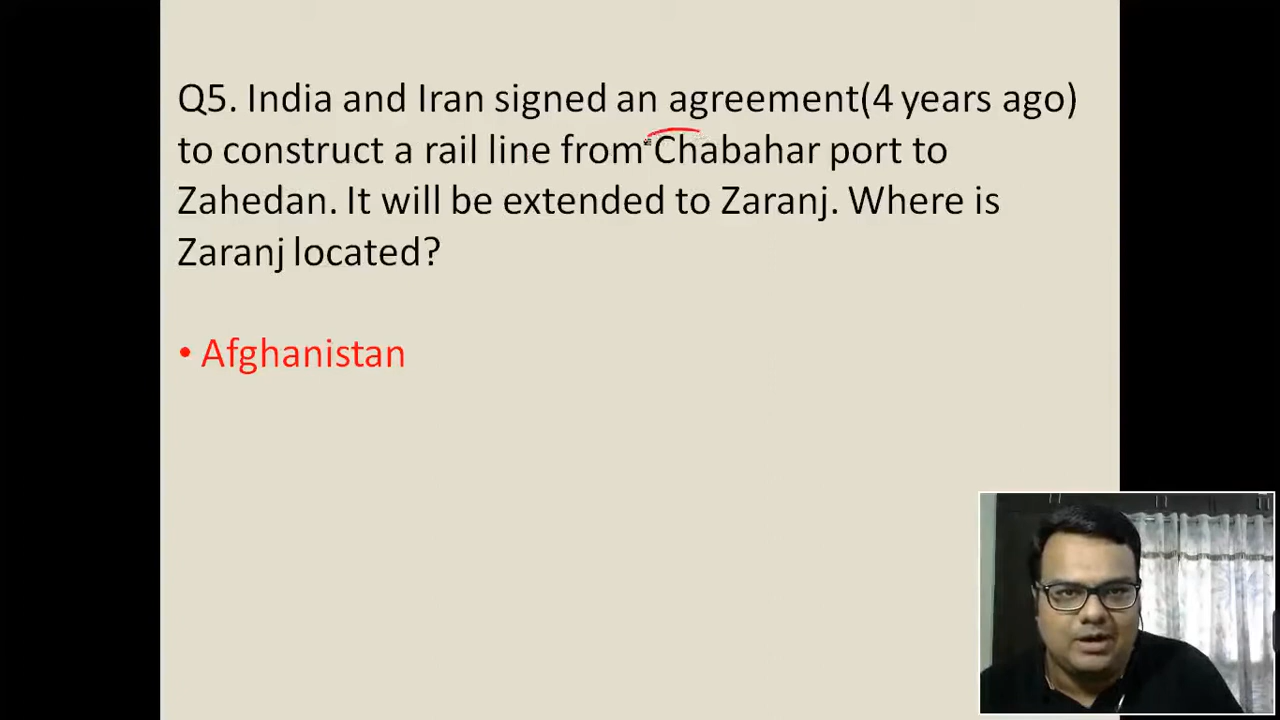 Q5. India and Iran signed an agreement(4 years ago)
to construct a rail line from Chabahar port to
Zahedan. It will be extended to Zaranj. Where is
Zaranj located?
• Afghanistan